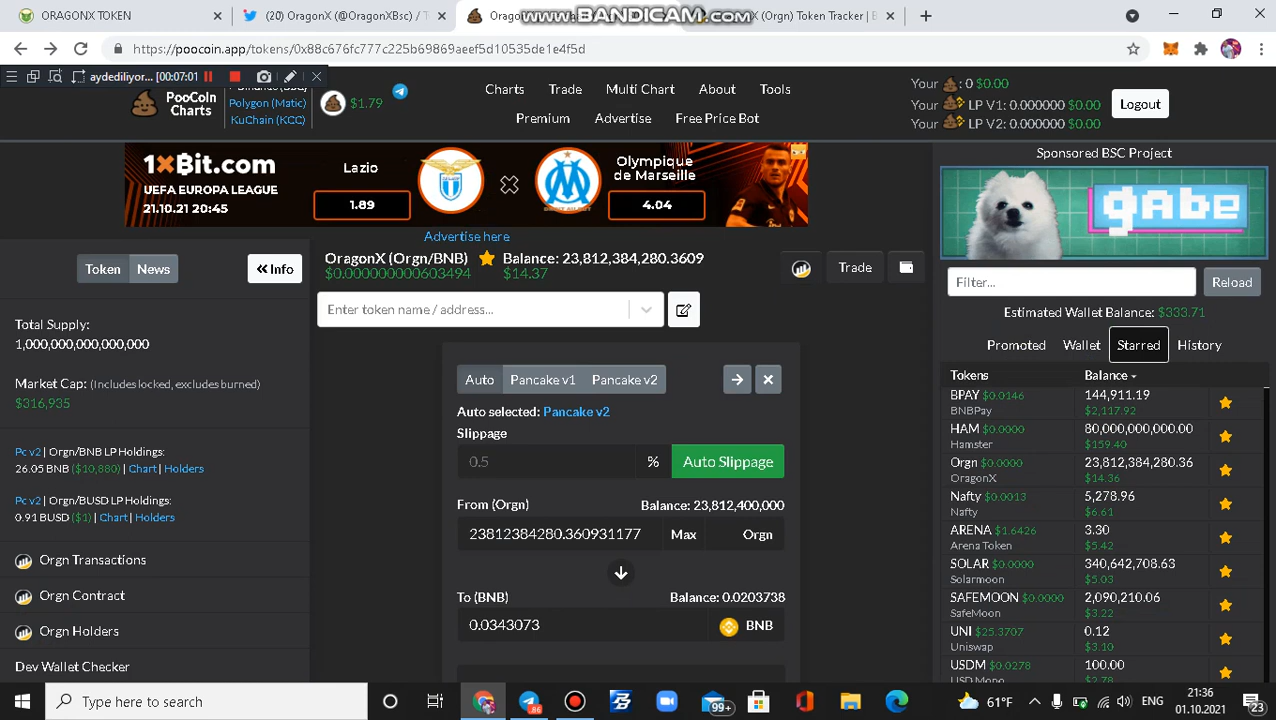 ORAGONX TOKEN
(20) OragonX (@OragonXBsc) / T
Orago
www.BANDICAM.com
X (Orgn) Token Tracker | B
https://poocoin.app/tokens/0x88c676fc777c225b69869aeef5d10535de1e4f5d
aydediliyor... [00:07:01]
PooCoin
Charts
Polygon (Matic)
KuChain (KCC)
$1.79
Charts
Trade
Multi Chart
About
Tools
Premium
Advertise
Free Price Bot
Your : 0 $0.00
Your LP V1: 0.000000 $0.00
Your LP V2: 0.000000 $0.00
Logout
1XBit.com
UEFA EUROPA LEAGUE
21.10.21 20:45
Lazio
1.89
Olympique
de Marseille
4.04
Advertise here
Sponsored BSC Project
gabe
Token
News
Info
OragonX (Orgn/BNB)
$0.000000000603494
Balance: 23,812,384,280.3609
$14.37
Trade
Enter token name / address...
Total Supply:
1,000,000,000,000,000
Market Cap: (Includes locked, excludes burned)
$316,935
Pc v2 | Orgn/BNB LP Holdings:
26.05 BNB ($10,880) | Chart | Holders
Pc v2 | Orgn/BUSD LP Holdings:
0.91 BUSD ($1) | Chart | Holders
Orgn Transactions
Orgn Contract
Orgn Holders
Dev Wallet Checker
Auto
Pancake v1
Pancake v2
Auto selected: Pancake v2
Slippage
0.5
%
Auto Slippage
From (Orgn)
Balance: 23,812,400,000
23812384280.360931177
Max
Orgn
To (BNB)
Balance: 0.0203738
0.0343073
BNB
Filter...
Reload
Estimated Wallet Balance: $333.71
Promoted
Wallet
Starred
History
Tokens
Balance
BPAY $0.0146 144,911.19
BNBPay $2,117.92
HAM $0.0000 80,000,000,000.00
Hamster $159.40
Orgn $0.0000 23,812,384,280.36
OragonX $14.36
Nafty $0.0013 5,278.96
Nafty $6.61
ARENA $1.6426 3.30
Arena Token $5.42
SOLAR $0.0000 340,642,708.63
Solarmoon $5.03
SAFEMOON $0.0000 2,090,210.06
SafeMoon $3.22
UNI $25.3707 0.12
Uniswap $3.10
USDM $0.0278 100.00
USD Mono $2.78
Type here to search
86
99+
61°F
ENG
21:36
01.10.2021
23